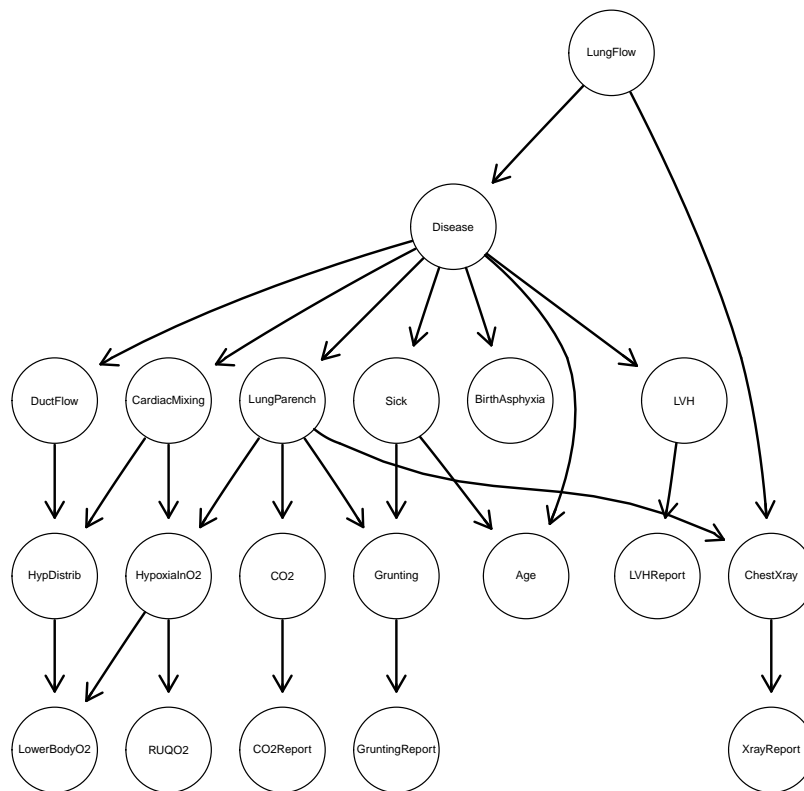 LungFlow
Disease
DuctFlow
CardiacMixing
LungParench
Sick
BirthAsphyxia
LVH
HypDistrib
HypoxiaInO2
CO2
Grunting
Age
LVHReport
ChestXray
LowerBodyO2
RUQO2
CO2Report
GruntingReport
XrayReport